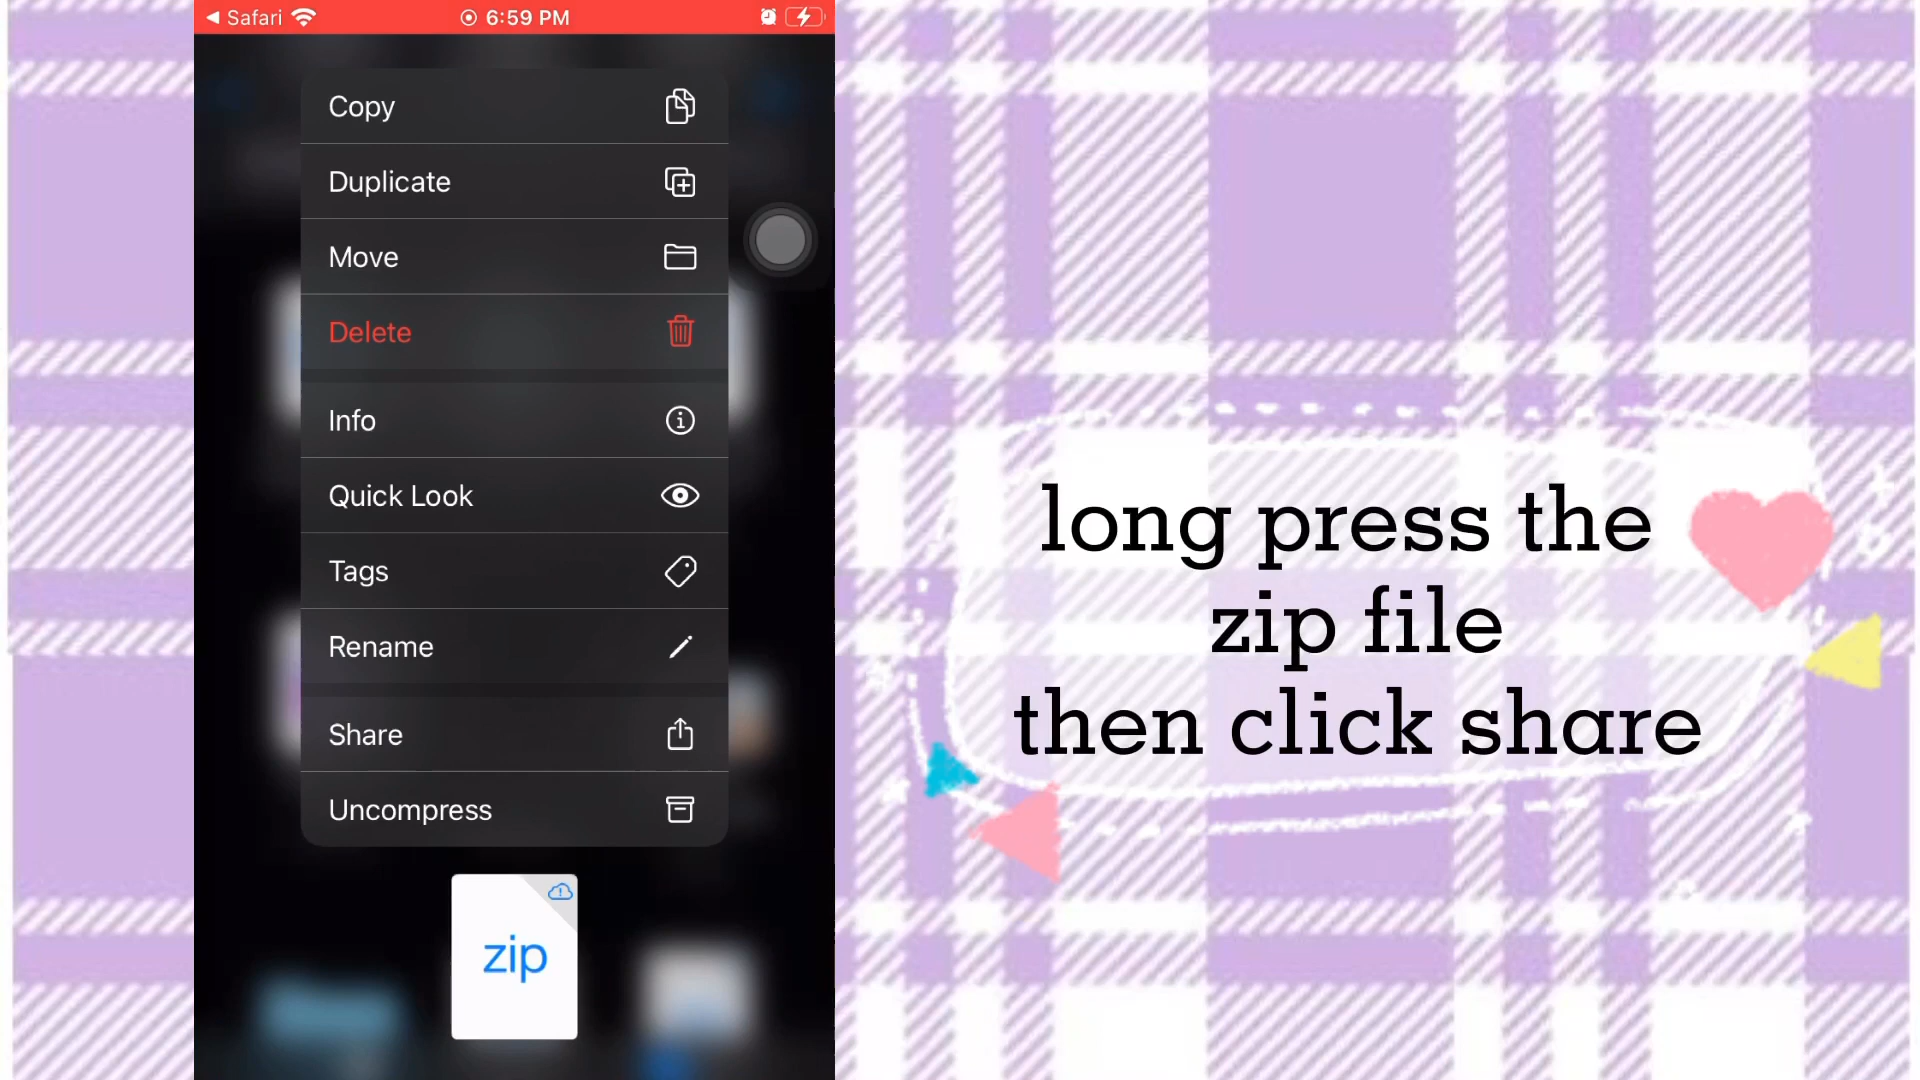 Safari
6:59 PM
Copy
Duplicate
Move
Delete
Info
Quick Look
Tags
Rename
Share
Uncompress
zip
long press the
zip file
then click share